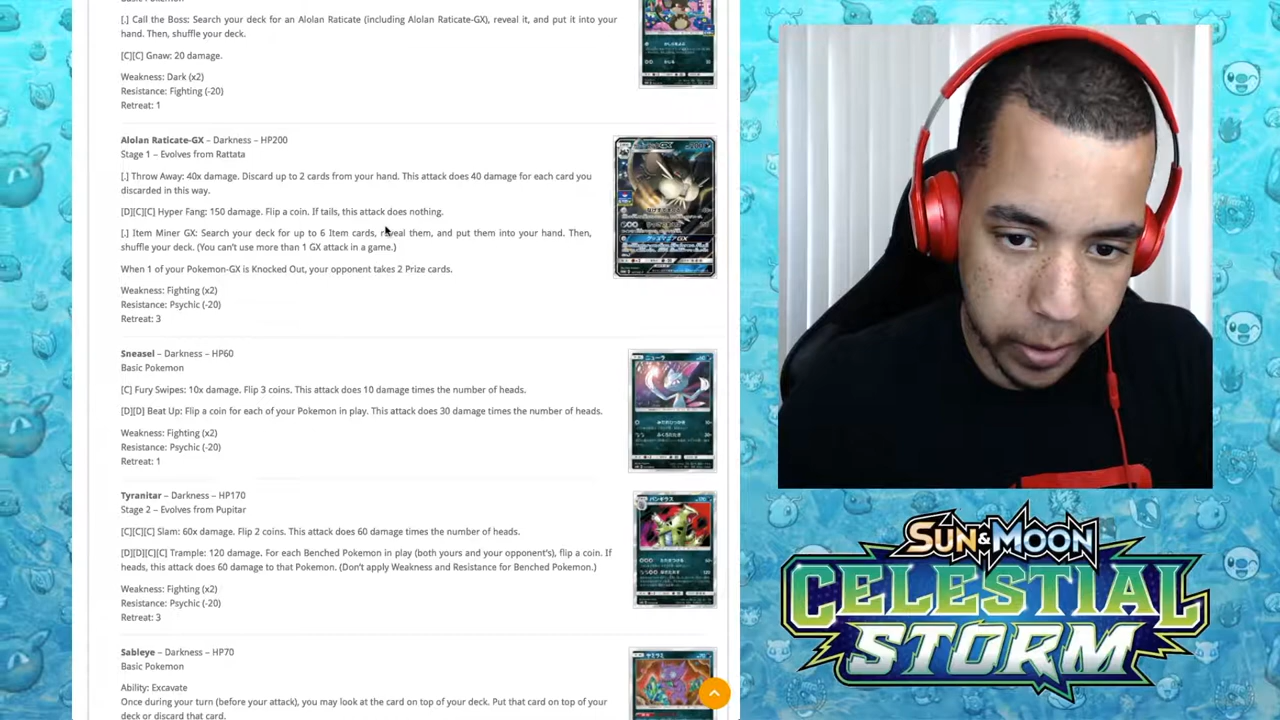 [.] Call the Boss: Search your deck for an Alolan Raticate (including Alolan Raticate-GX), reveal it, and put it into your
hand. Then, shuffle your deck.
[C][C] Gnaw: 20 damage.
Weakness: Dark (x2)
Resistance: Fighting (-20)
Retreat: 1
Alolan Raticate-GX – Darkness – HP200
Stage 1 – Evolves from Rattata
[.] Throw Away: 40x damage. Discard up to 2 cards from your hand. This attack does 40 damage for each card you
discarded in this way.
[D][C][C] Hyper Fang: 150 damage. Flip a coin. If tails, this attack does nothing.
[.] Item Miner GX: Search your deck for up to 6 Item cards, reveal them, and put them into your hand. Then,
shuffle your deck. (You can't use more than 1 GX attack in a game.)
When 1 of your Pokemon-GX is Knocked Out, your opponent takes 2 Prize cards.
Weakness: Fighting (x2)
Resistance: Psychic (-20)
Retreat: 3
Sneasel – Darkness – HP60
Basic Pokemon
[C] Fury Swipes: 10x damage. Flip 3 coins. This attack does 10 damage times the number of heads.
[D][D] Beat Up: Flip a coin for each of your Pokemon in play. This attack does 30 damage times the number of heads.
Weakness: Fighting (x2)
Resistance: Psychic (-20)
Retreat: 1
ニューラ
Tyranitar – Darkness – HP170
Stage 2 – Evolves from Pupitar
[C][C][C] Slam: 60x damage. Flip 2 coins. This attack does 60 damage times the number of heads.
[D][D][C][C] Trample: 120 damage. For each Benched Pokemon in play (both yours and your opponent's), flip a coin. If
heads, this attack does 60 damage to that Pokemon. (Don't apply Weakness and Resistance for Benched Pokemon.)
Weakness: Fighting (x2)
Resistance: Psychic (-20)
Retreat: 3
バンギラス
Sableye – Darkness – HP70
Basic Pokemon
Ability: Excavate
Once during your turn (before your attack), you may look at the card on top of your deck. Put that card on top of your
deck or discard that card.
ヤミラミ
SUN & MOON
CELESTIAL
STORM